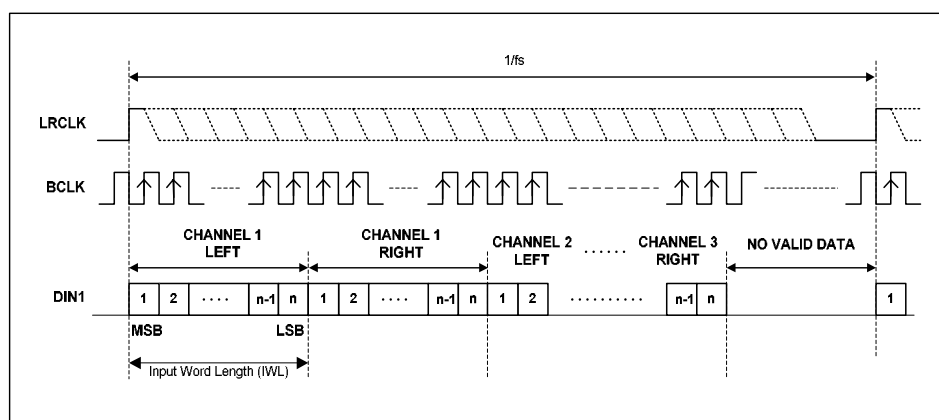 1/fs
LRCLK
BCLK
CHANNEL 1
LEFT
CHANNEL 1
RIGHT
CHANNEL 2
LEFT
CHANNEL 3
RIGHT
NO VALID DATA
DIN1
1 2 n-1 n 1 2 n-1 n 1 2 n-1 n 1
MSB
LSB
Input Word Length (IWL)